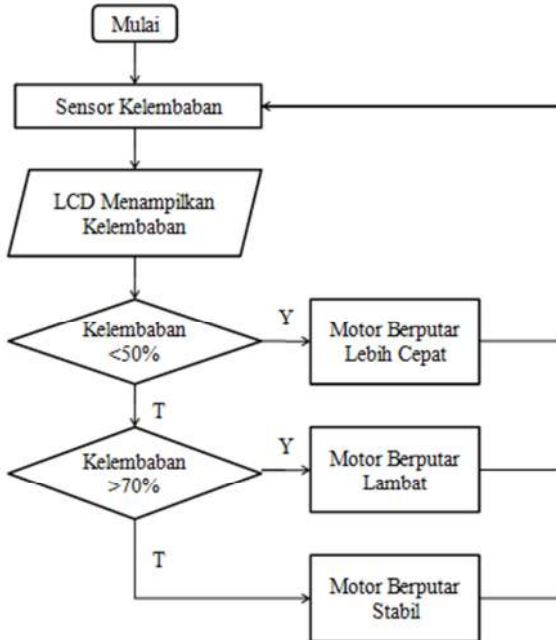 Mulai
Sensor Kelembaban
LCD Menampilkan
Kelembaban
Kelembaban
<50%
Y
Motor Berputar
Lebih Cepat
T
Kelembaban
>70%
Y
Motor Berputar
Lambat
T
Motor Berputar
Stabil